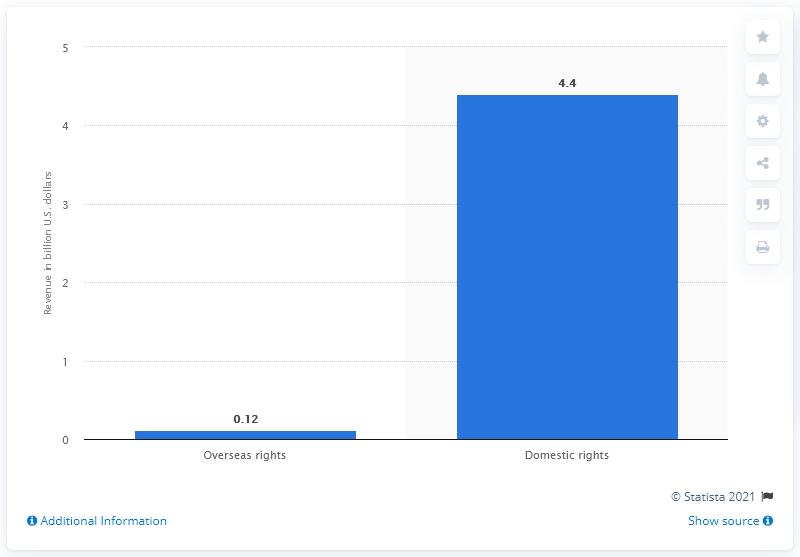 5
4.4
4
Revenue in billion U.S. dollars
3
2
1
0.12
0
Overseas rights
Domestic rights
© Statista 2021
Additional Information
Show source